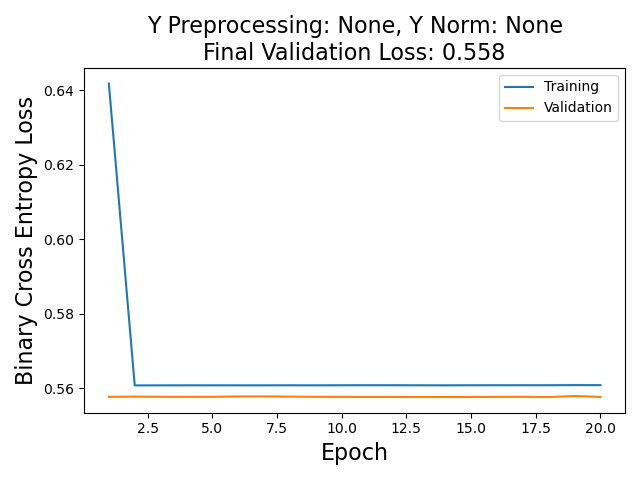 Y Preprocessing: None, Y Norm: None
Final Validation Loss: 0.558
Training
Validation
Binary Cross Entropy Loss
0.64
0.62
0.60
0.58
0.56
2.5 5.0 7.5 10.0 12.5 15.0 17.5 20.0
Epoch